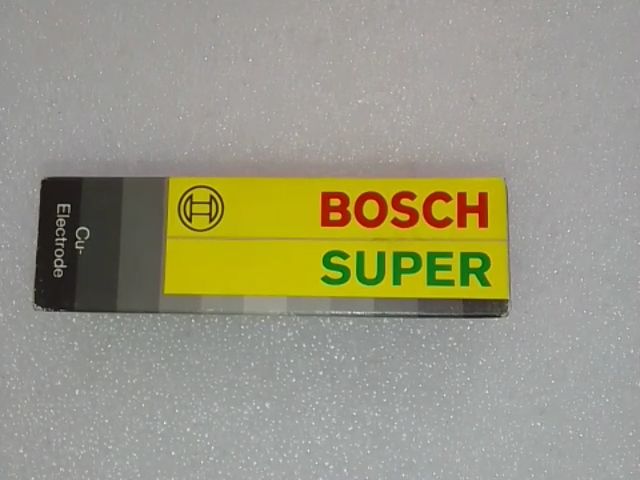 Cu-
Electrode
BOSCH
SUPER